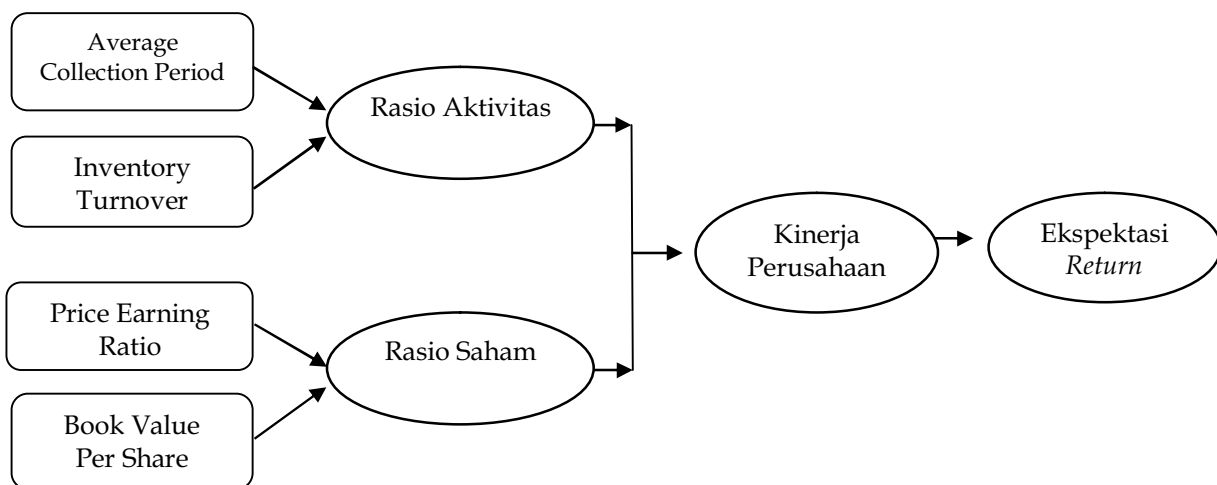 Average
Collection Period
Rasio Aktivitas
Inventory
Turnover
Kinerja
Perusahaan
Ekspektasi
Return
Price Earning
Ratio
Rasio Saham
Book Value
Per Share